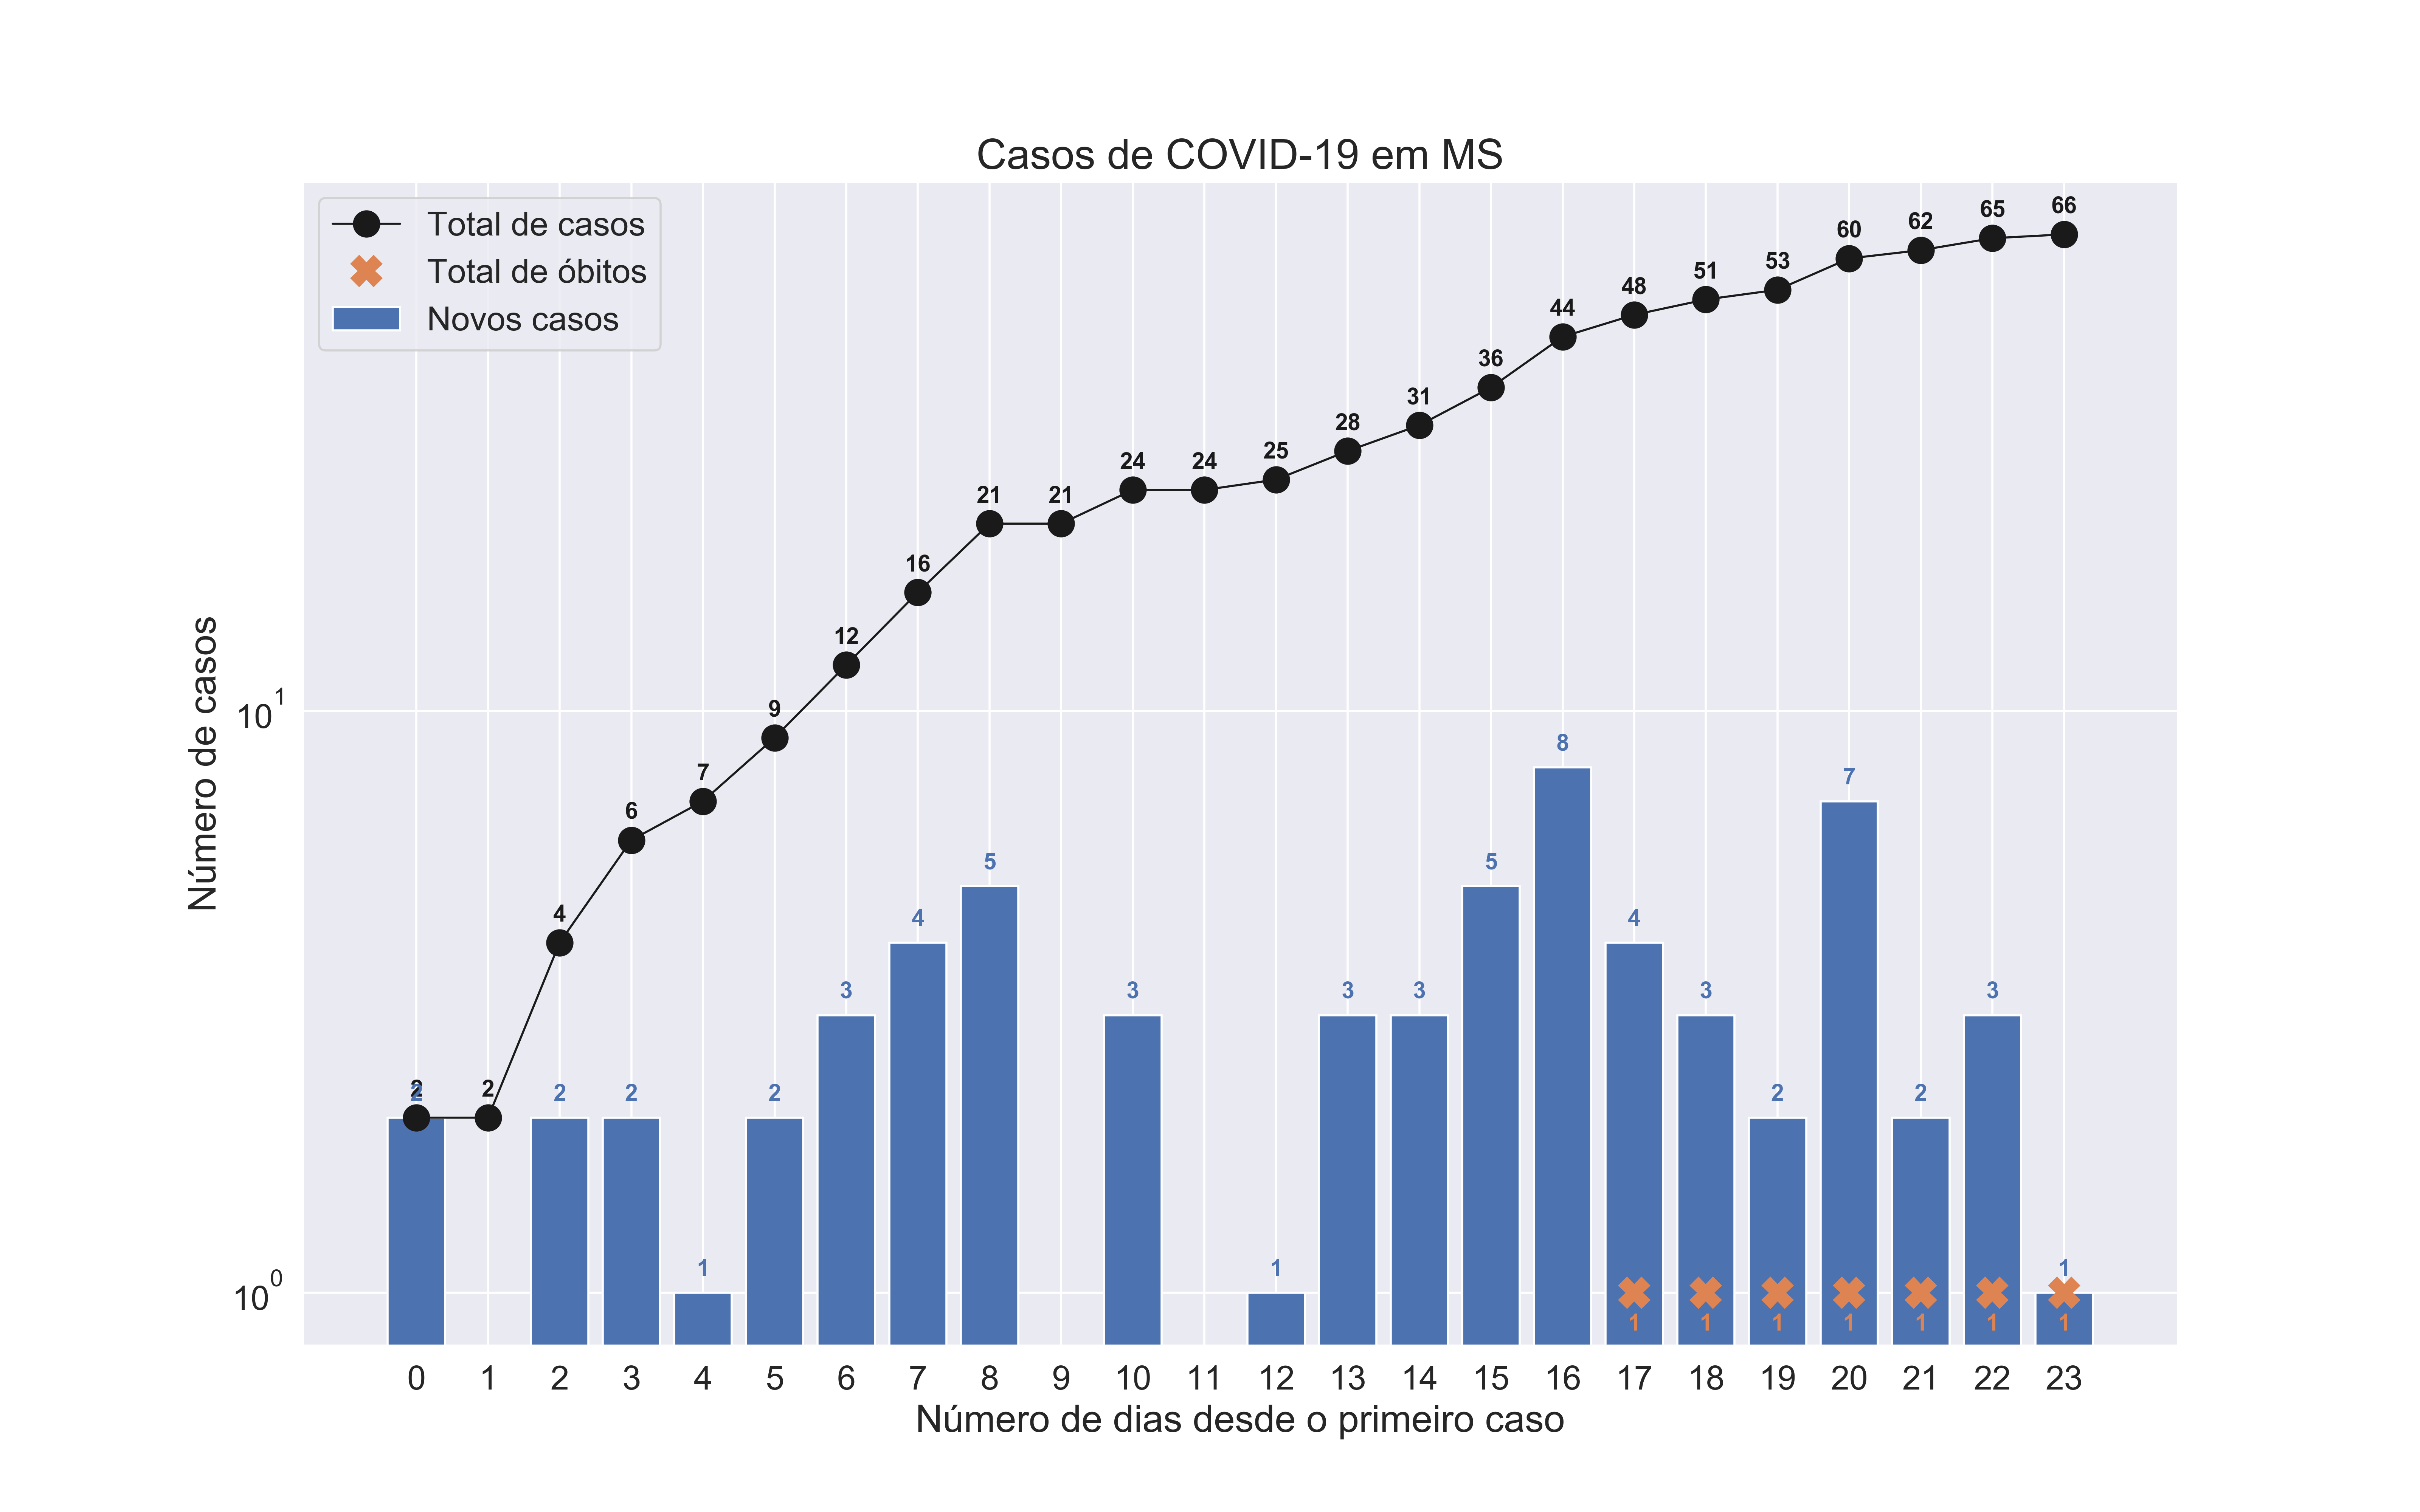 Casos de COVID-19 em MS
Total de casos
Total de óbitos
Novos casos
Número de casos
10^1
10^0
2 2 4 6 7 9 12 16 21 21 24 24 25 28 31 36 44 48 51 53 60 62 65 66
2 2 2 1 2 3 4 5 3 1 3 3 5 8 4 3 2 7 2 3 1
1 1 1 1 1 1 1
0 1 2 3 4 5 6 7 8 9 10 11 12 13 14 15 16 17 18 19 20 21 22 23
Número de dias desde o primeiro caso